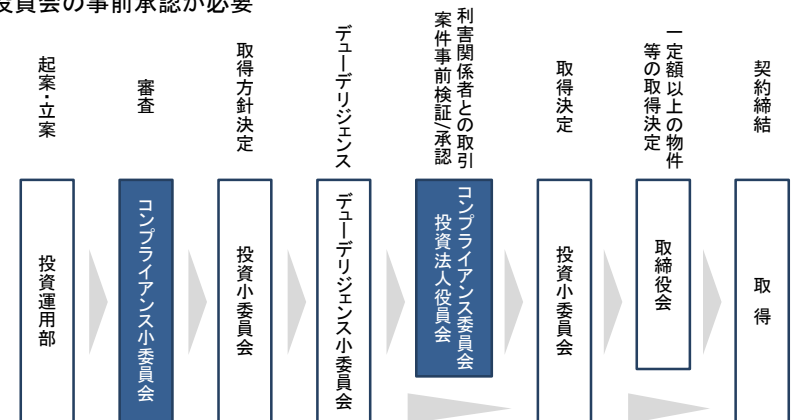 役員会の事前承認が必要
起案・立案
審査
取得方針決定
デューデリジェンス
利害関係者との取引
案件事前検証/承認
取得決定
一定額以上の物件
等の取得決定
契約締結
投資運用部
コンプライアンス小委員会
投資小委員会
デューデリジェンス小委員会
コンプライアンス委員会
投資法人役員会
投資小委員会
取締役会
取得